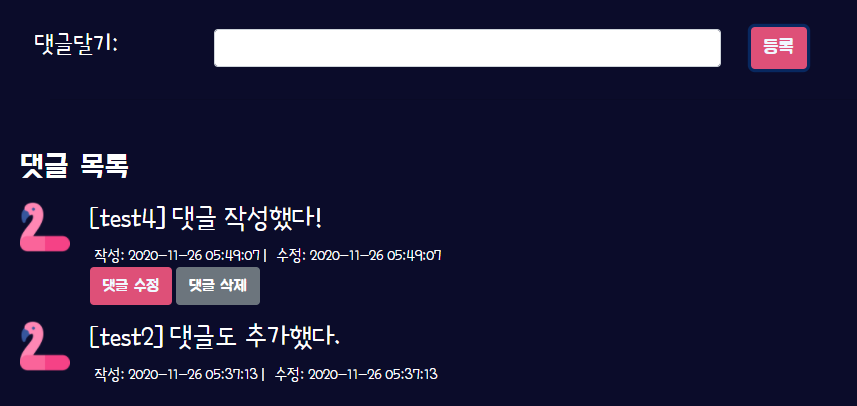 댓글달기:
등록
댓글 목록
[test4] 댓글 작성했다!
작성: 2020-11-26 05:49:07 | 수정: 2020-11-26 05:49:07
댓글 수정 댓글 삭제
[test2] 댓글도 추가했다.
작성: 2020-11-26 05:37:13 | 수정: 2020-11-26 05:37:13